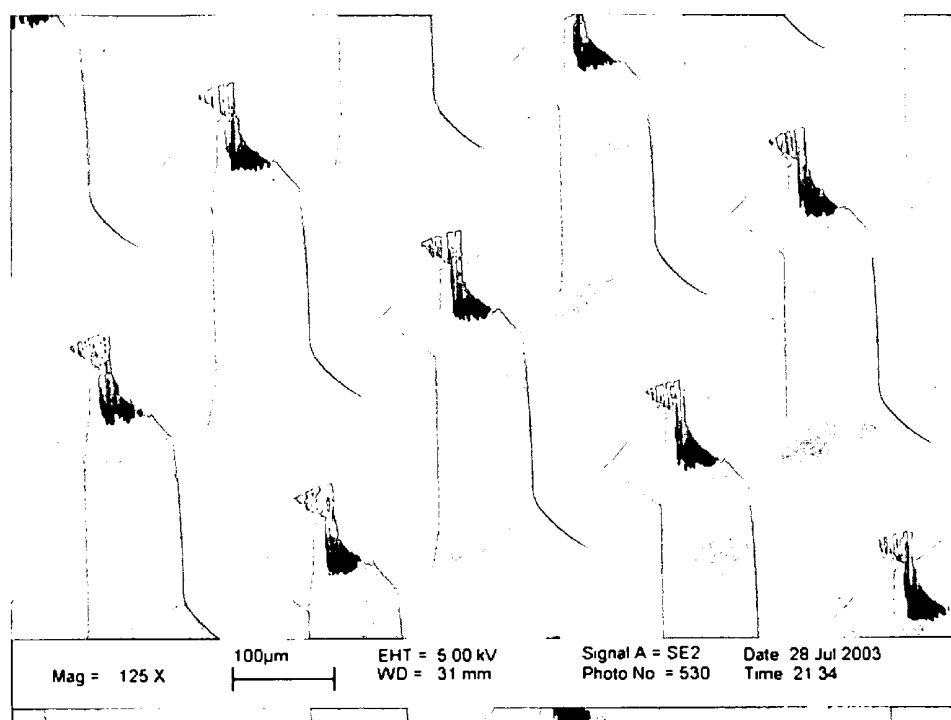 100µm
EHT = 5 00 kV
Signal A = SE2
Date 28 Jul 2003
Mag = 125 X
WD = 31 mm
Photo No = 530
Time 21 34